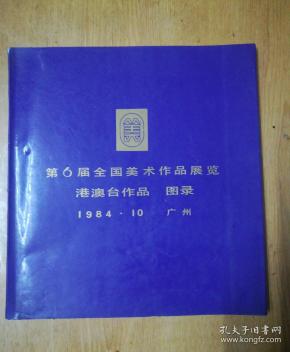 第6届全国美术作品展览
港澳台作品 图录
1984·10 广州
孔夫子旧书网
www.kongfz.com